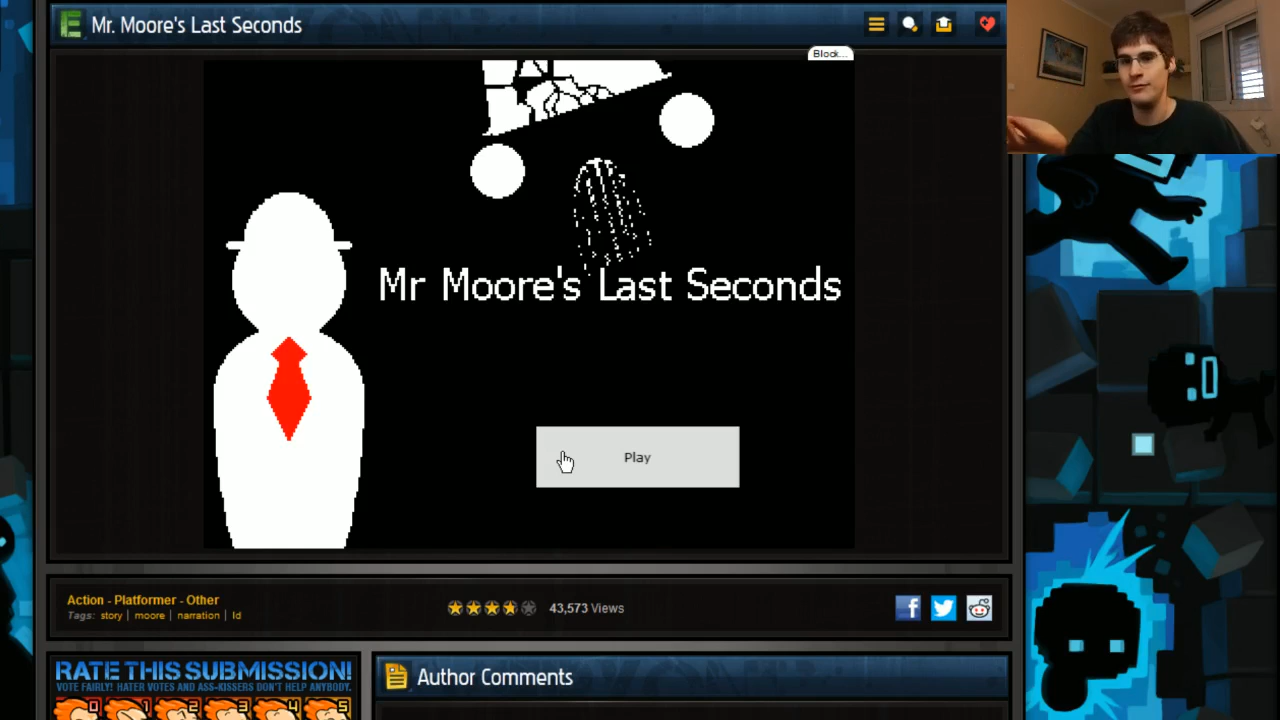 E Mr. Moore's Last Seconds
Block...
Mr Moore's Last Seconds
Play
Action - Platformer - Other
Tags: story | moore | narration | ld
43,573 Views
RATE THIS SUBMISSION!
VOTE FAIRLY! HATER VOTES AND ASS-KISSERS DON'T HELP ANYBODY.
0 1 2 3 4 5
Author Comments